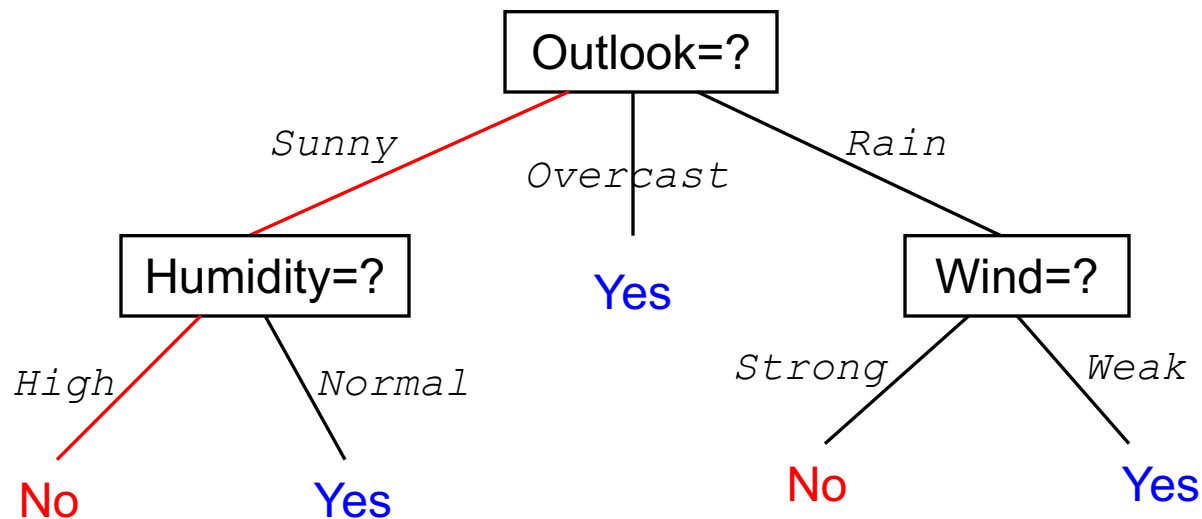 Outlook=?
Sunny
Overcast
Rain
Humidity=?
Yes
Wind=?
High
Normal
Strong
Weak
No
Yes
No
Yes